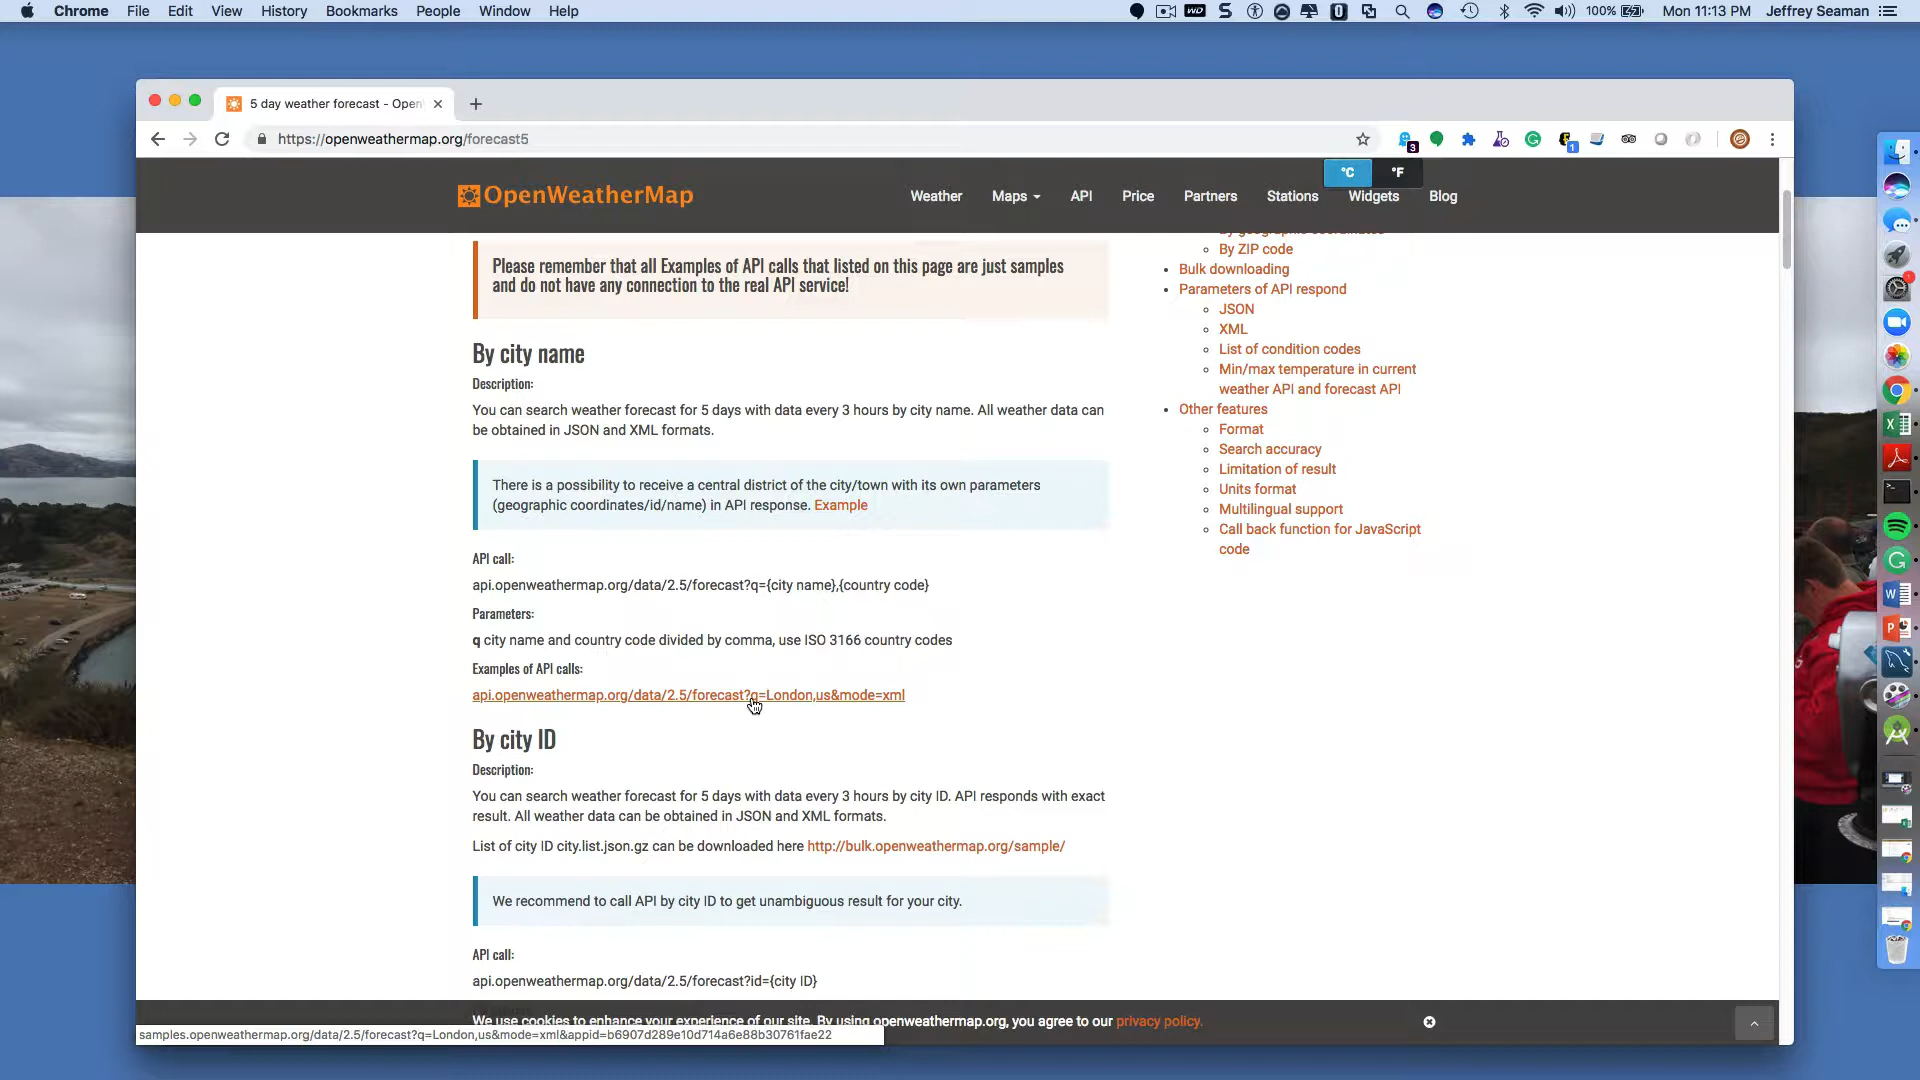 Chrome File Edit View History Bookmarks People Window Help
100% Mon 11:13 PM Jeffrey Seaman
5 day weather forecast - Open
https://openweathermap.org/forecast5
3
1
OpenWeatherMap
Weather Maps API Price Partners Stations Widgets Blog
°C °F
Please remember that all Examples of API calls that listed on this page are just samples
and do not have any connection to the real API service!
By city name
Description:
You can search weather forecast for 5 days with data every 3 hours by city name. All weather data can
be obtained in JSON and XML formats.
There is a possibility to receive a central district of the city/town with its own parameters
(geographic coordinates/id/name) in API response. Example
API call:
api.openweathermap.org/data/2.5/forecast?q={city name},{country code}
Parameters:
q city name and country code divided by comma, use ISO 3166 country codes
Examples of API calls:
api.openweathermap.org/data/2.5/forecast?q=London,us&mode=xml
By city ID
Description:
You can search weather forecast for 5 days with data every 3 hours by city ID. API responds with exact
result. All weather data can be obtained in JSON and XML formats.
List of city ID city.list.json.gz can be downloaded here http://bulk.openweathermap.org/sample/
We recommend to call API by city ID to get unambiguous result for your city.
API call:
api.openweathermap.org/data/2.5/forecast?id={city ID}
By geographic coordinates
By ZIP code
Bulk downloading
Parameters of API respond
JSON
XML
List of condition codes
Min/max temperature in current
weather API and forecast API
Other features
Format
Search accuracy
Limitation of result
Units format
Multilingual support
Call back function for JavaScript
code
We use cookies to enhance your experience of our site. By using openweathermap.org, you agree to our privacy policy.
samples.openweathermap.org/data/2.5/forecast?q=London,us&mode=xml&appid=b6907d289e10d714a6e88b30761fae22